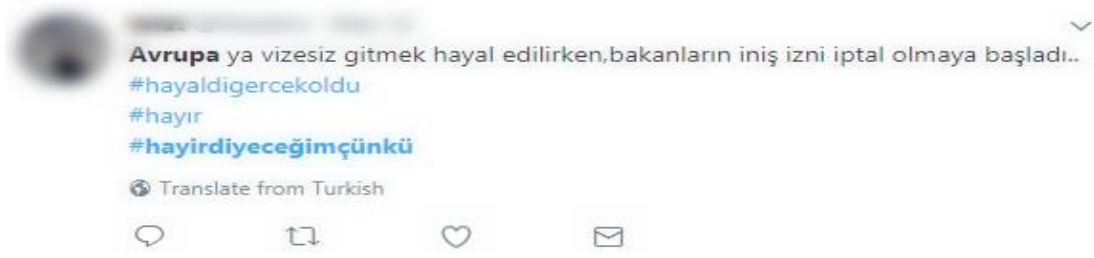 Avrupa ya vizesiz gitmek hayal edilirken,bakanların iniş izni iptal olmaya başladı..
#hayaldigercekoldu
#hayır
#hayirdiyeceğimçünkü
Translate from Turkish